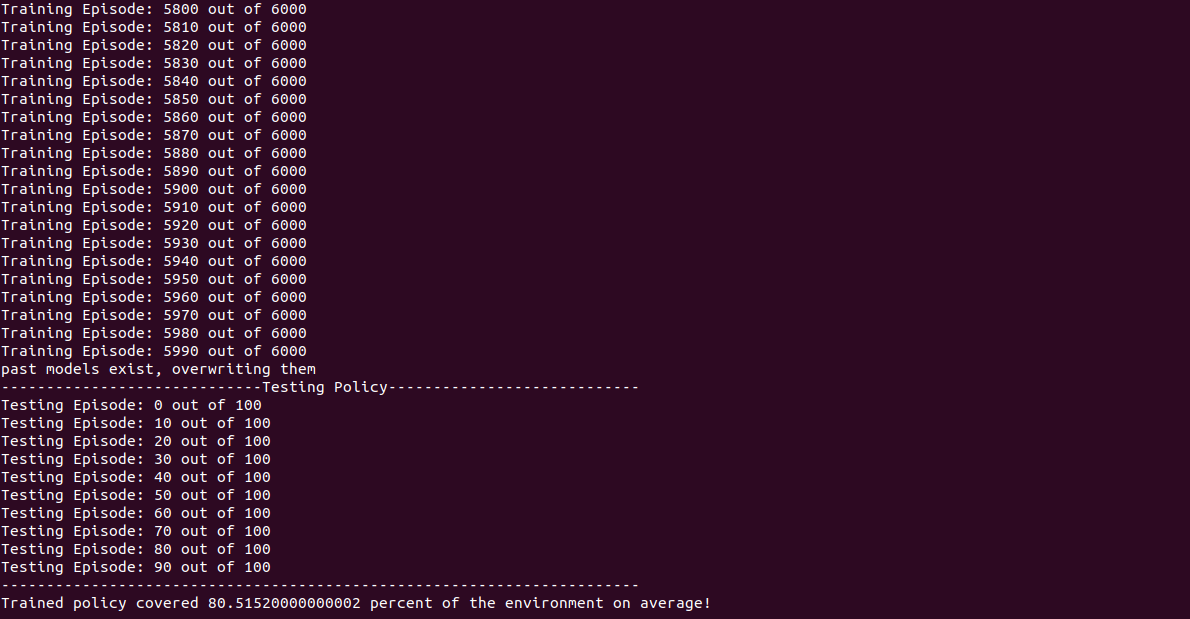 Training Episode: 5800 out of 6000
Training Episode: 5810 out of 6000
Training Episode: 5820 out of 6000
Training Episode: 5830 out of 6000
Training Episode: 5840 out of 6000
Training Episode: 5850 out of 6000
Training Episode: 5860 out of 6000
Training Episode: 5870 out of 6000
Training Episode: 5880 out of 6000
Training Episode: 5890 out of 6000
Training Episode: 5900 out of 6000
Training Episode: 5910 out of 6000
Training Episode: 5920 out of 6000
Training Episode: 5930 out of 6000
Training Episode: 5940 out of 6000
Training Episode: 5950 out of 6000
Training Episode: 5960 out of 6000
Training Episode: 5970 out of 6000
Training Episode: 5980 out of 6000
Training Episode: 5990 out of 6000
past models exist, overwriting them
-----------------------------Testing Policy----------------------------
Testing Episode: 0 out of 100
Testing Episode: 10 out of 100
Testing Episode: 20 out of 100
Testing Episode: 30 out of 100
Testing Episode: 40 out of 100
Testing Episode: 50 out of 100
Testing Episode: 60 out of 100
Testing Episode: 70 out of 100
Testing Episode: 80 out of 100
Testing Episode: 90 out of 100
-----------------------------------------------------------------------
Trained policy covered 80.51520000000002 percent of the environment on average!